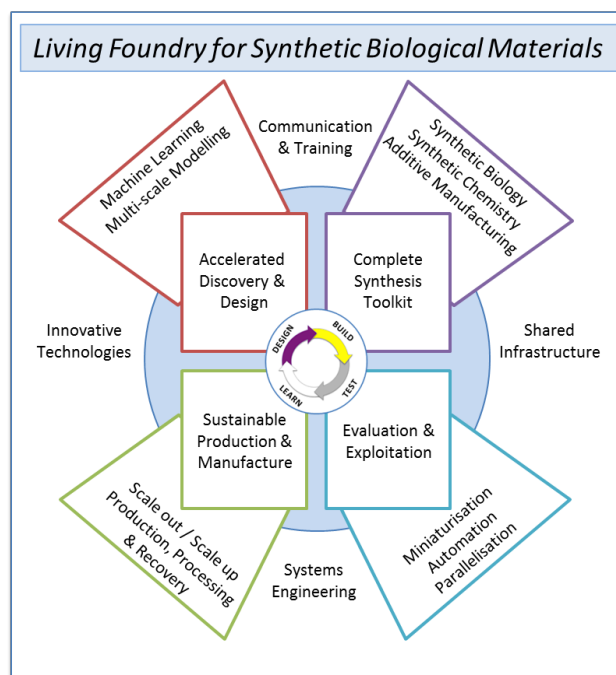 Living Foundry for Synthetic Biological Materials
Communication
& Training
Machine Learning
Multi-scale Modelling
Synthetic Biology
Synthetic Chemistry
Additive Manufacturing
Accelerated
Discovery &
Design
Complete
Synthesis
Toolkit
Innovative
Technologies
DESIGN
BUILD
TEST
LEARN
Shared
Infrastructure
Sustainable
Production &
Manufacture
Evaluation &
Exploitation
Scale out / Scale up
Production, Processing
& Recovery
Miniaturisation
Automation
Parallelisation
Systems
Engineering